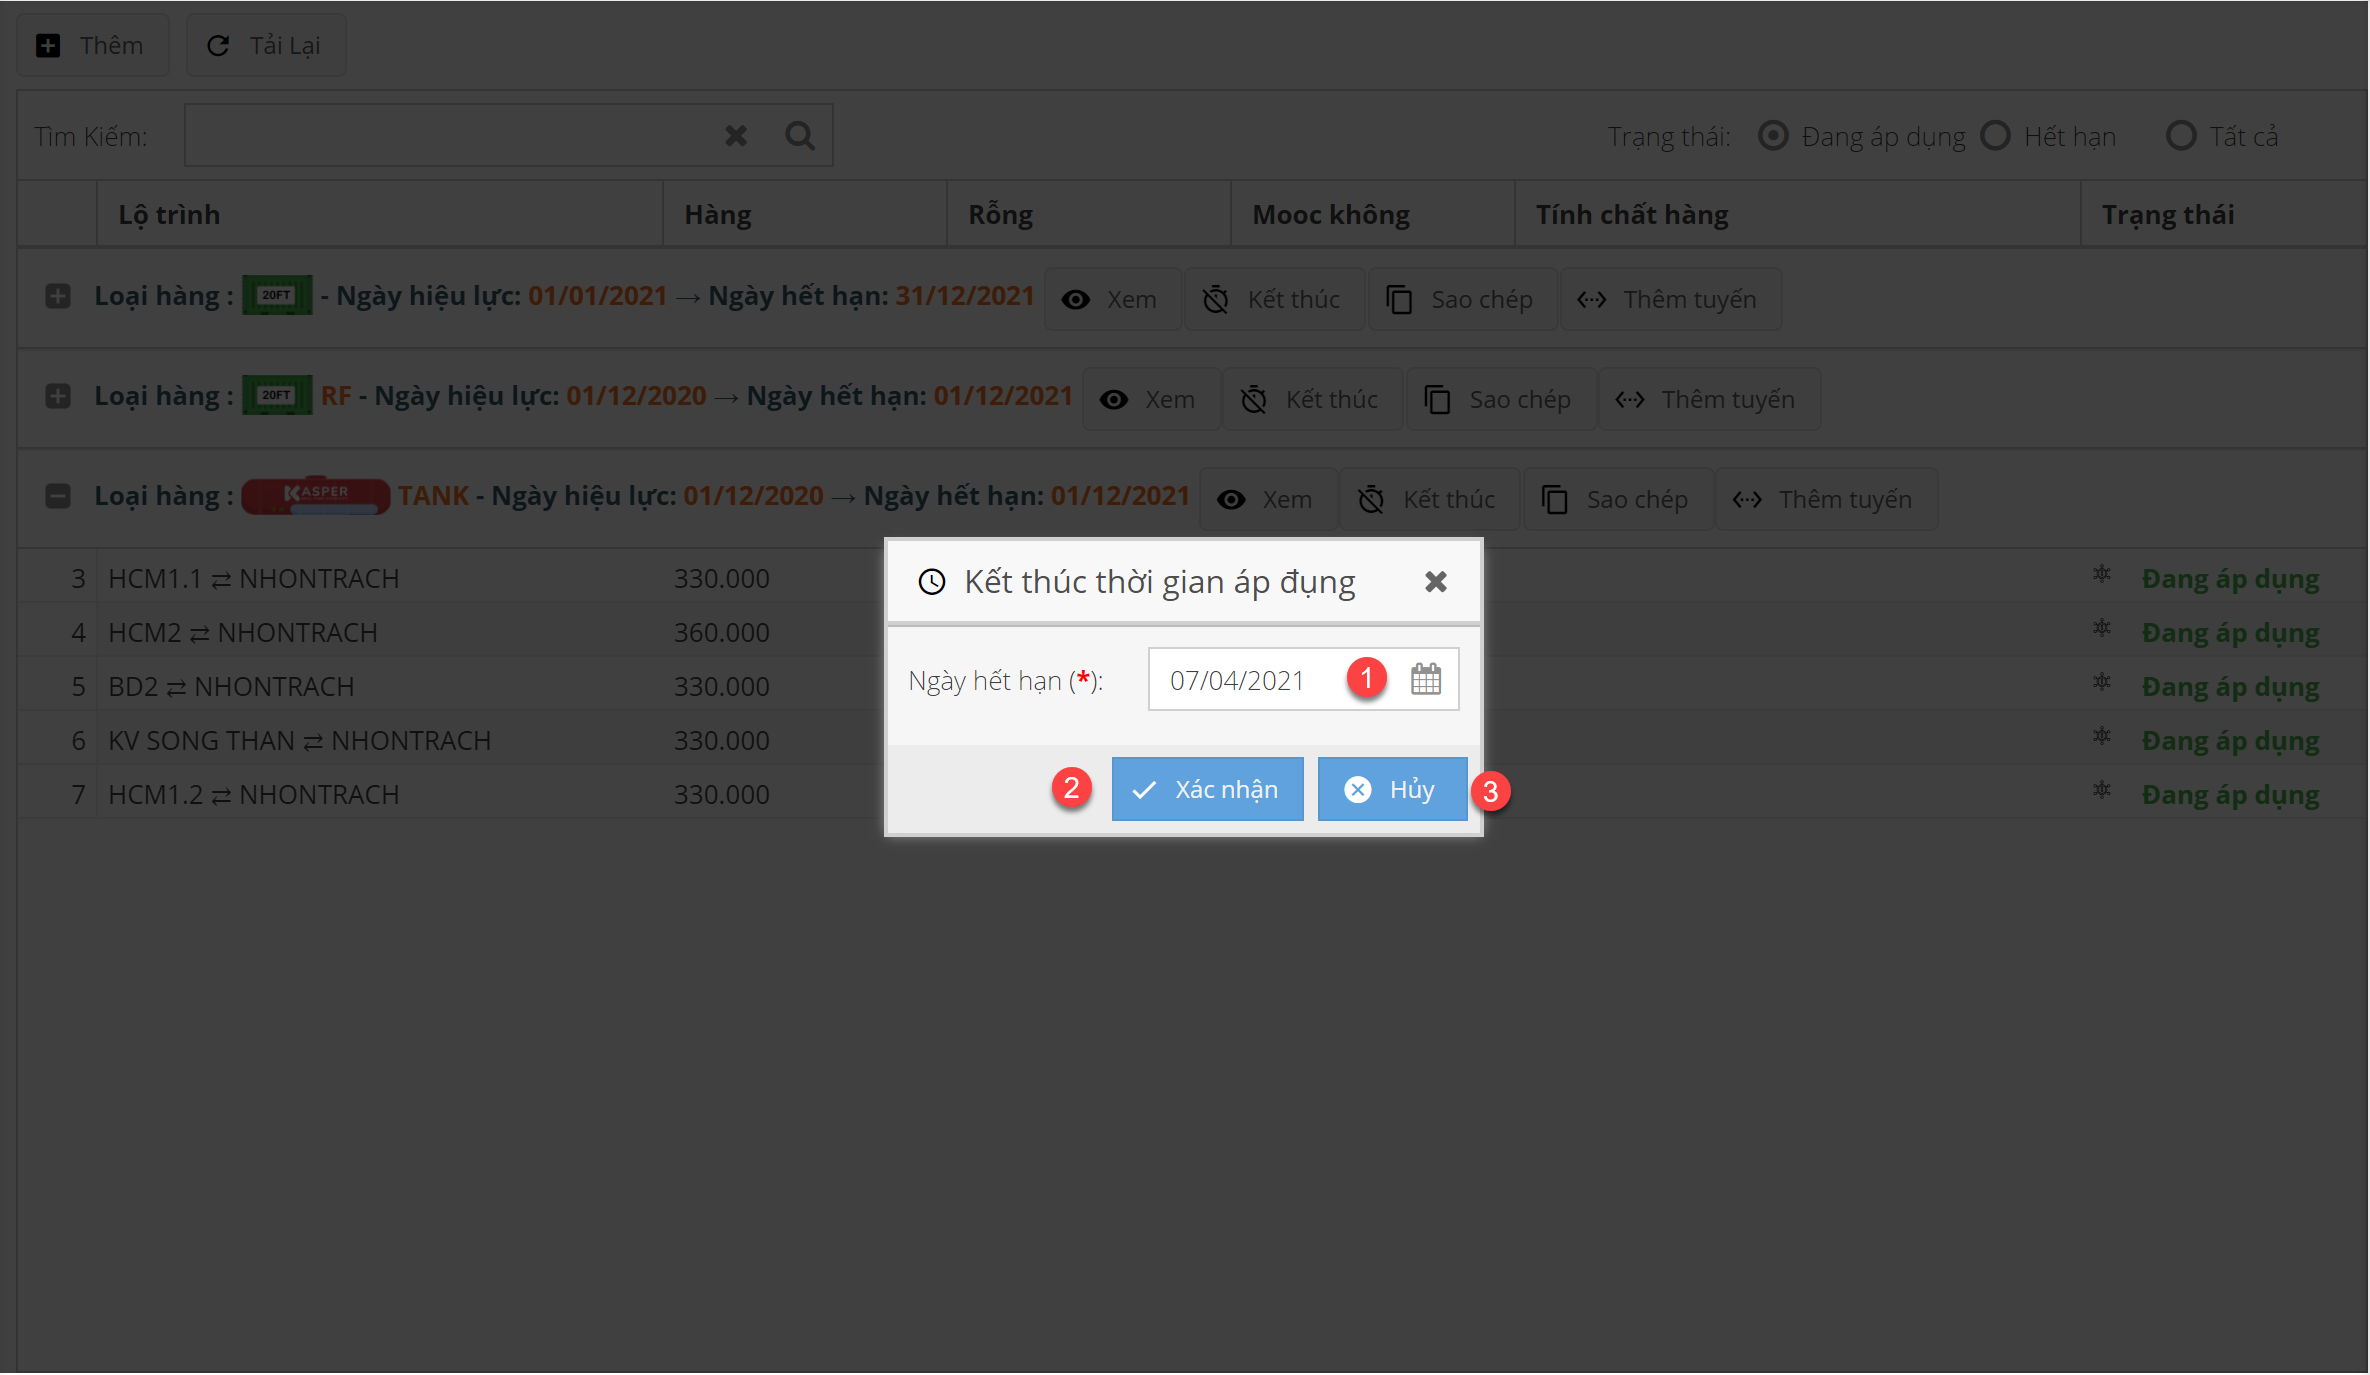 Thêm Tải Lại
Tìm Kiếm: Trạng thái: Đang áp dụng Hết hạn Tất cả
Lộ trình Hàng Rỗng Mooc không Tính chất hàng Trạng thái
Loại hàng : 20FT - Ngày hiệu lực: 01/01/2021 → Ngày hết hạn: 31/12/2021 Xem Kết thúc Sao chép Thêm tuyến
Loại hàng : 20FT RF - Ngày hiệu lực: 01/12/2020 → Ngày hết hạn: 01/12/2021 Xem Kết thúc Sao chép Thêm tuyến
Loại hàng : KASPER TANK - Ngày hiệu lực: 01/12/2020 → Ngày hết hạn: 01/12/2021 Xem Kết thúc Sao chép Thêm tuyến
3 HCM1.1 ⇄ NHONTRACH 330.000 Đang áp dụng
4 HCM2 ⇄ NHONTRACH 360.000 Đang áp dụng
5 BD2 ⇄ NHONTRACH 330.000 Đang áp dụng
6 KV SONG THAN ⇄ NHONTRACH 330.000 Đang áp dụng
7 HCM1.2 ⇄ NHONTRACH 330.000 Đang áp dụng
Kết thúc thời gian áp dụng
Ngày hết hạn (*): 07/04/2021 1
2 Xác nhận Hủy 3